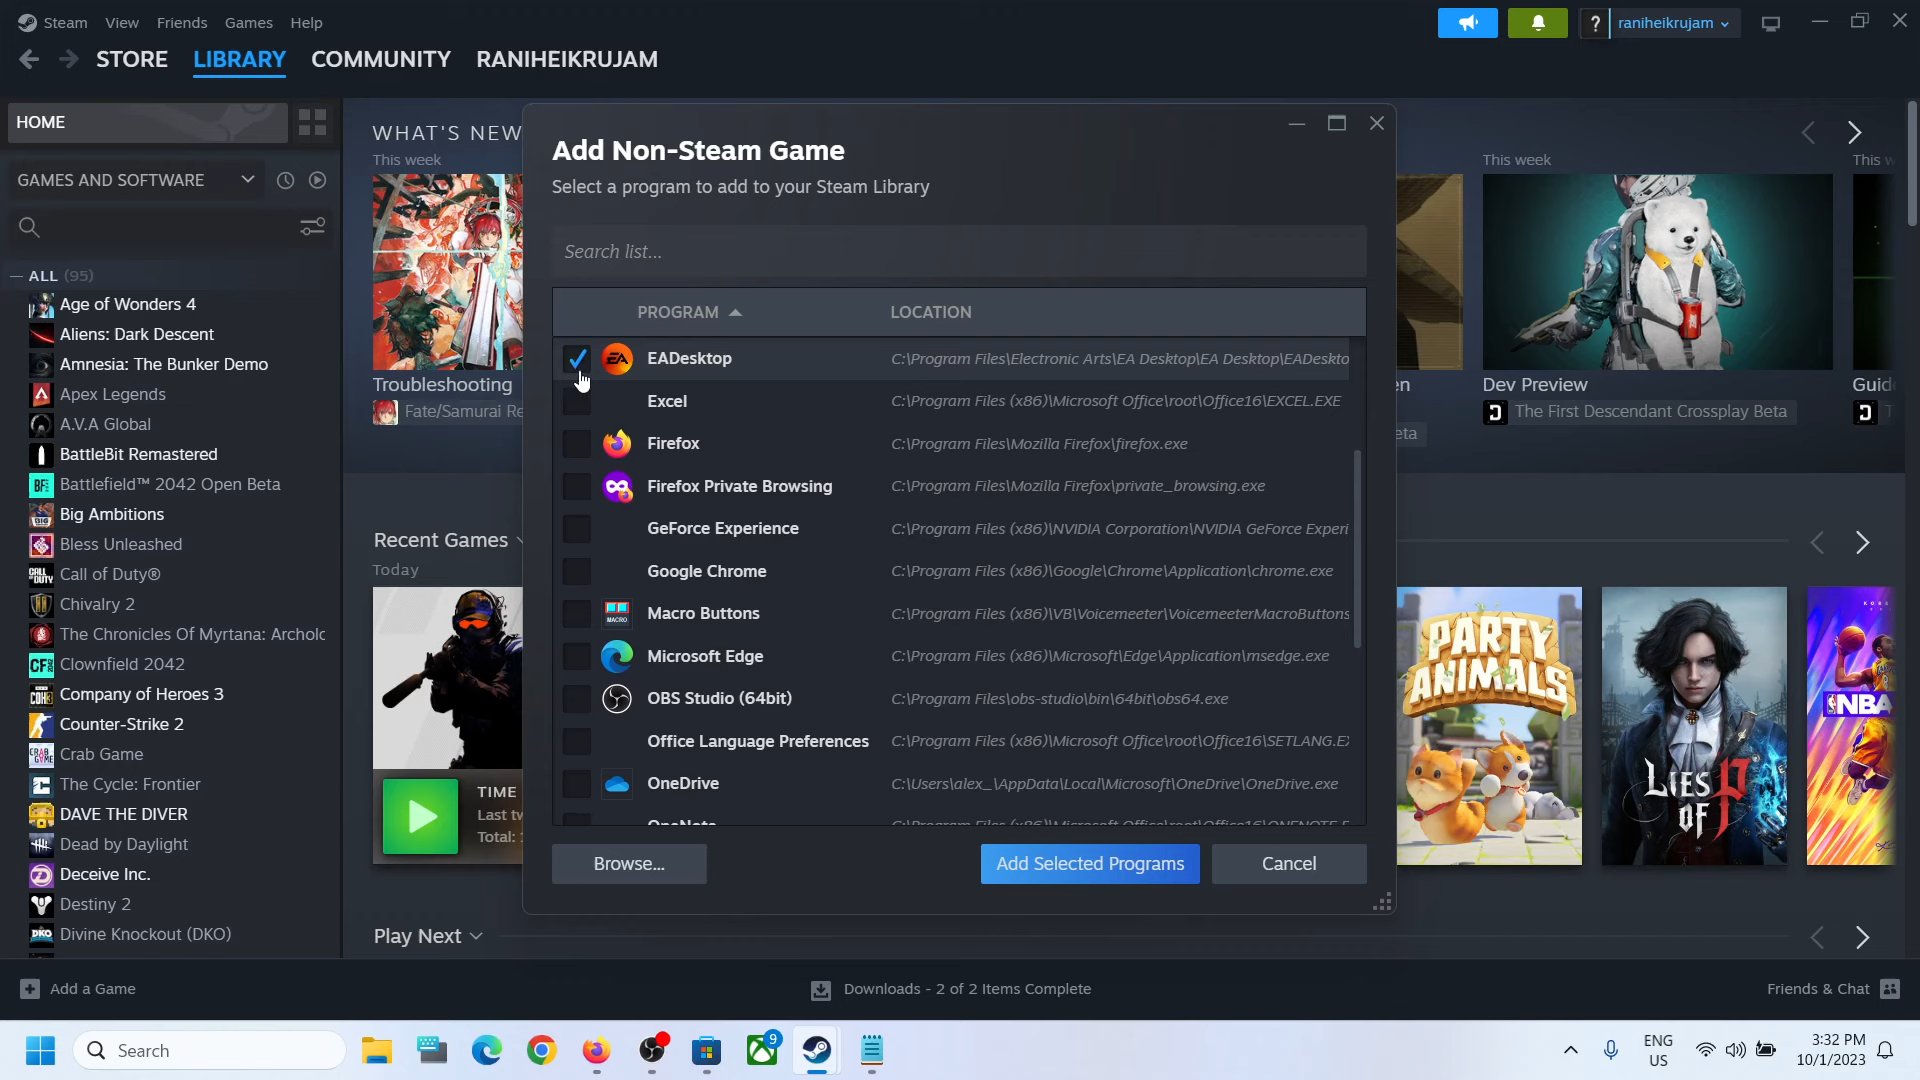 Steam View Friends Games Help
raniheikrujam
STORE LIBRARY COMMUNITY RANIHEIKRUJAM
HOME
GAMES AND SOFTWARE
ALL (95)
Age of Wonders 4
Aliens: Dark Descent
Amnesia: The Bunker Demo
Apex Legends
A.V.A Global
BattleBit Remastered
Battlefield™ 2042 Open Beta
Big Ambitions
Bless Unleashed
Call of Duty®
Chivalry 2
The Chronicles Of Myrtana: Archolc
Clownfield 2042
Company of Heroes 3
Counter-Strike 2
Crab Game
The Cycle: Frontier
DAVE THE DIVER
Dead by Daylight
Deceive Inc.
Destiny 2
Divine Knockout (DKO)
WHAT'S NEW
This week
Troubleshooting
Fate/Samurai Re
This week
Dev Preview
The First Descendant Crossplay Beta
Recent Games
Today
TIME
Total:
PARTY
ANIMALS
LIES
OF P
NBA
Play Next
Add Non-Steam Game
Select a program to add to your Steam Library
Search list...
PROGRAM LOCATION
EADesktop C:\Program Files\Electronic Arts\EA Desktop\EA Desktop\EADeskto
Excel C:\Program Files (x86)\Microsoft Office\root\Office16\EXCEL.EXE
Firefox C:\Program Files\Mozilla Firefox\firefox.exe
Firefox Private Browsing C:\Program Files\Mozilla Firefox\private_browsing.exe
GeForce Experience C:\Program Files (x86)\NVIDIA Corporation\NVIDIA GeForce Experi
Google Chrome C:\Program Files (x86)\Google\Chrome\Application\chrome.exe
Macro Buttons C:\Program Files (x86)\VB\Voicemeeter\VoicemeeterMacroButtons
Microsoft Edge C:\Program Files (x86)\Microsoft\Edge\Application\msedge.exe
OBS Studio (64bit) C:\Program Files\obs-studio\bin\64bit\obs64.exe
Office Language Preferences C:\Program Files (x86)\Microsoft Office\root\Office16\SETLANG.EX
OneDrive C:\Users\alex_\AppData\Local\Microsoft\OneDrive\OneDrive.exe
Browse... Add Selected Programs Cancel
Add a Game
Downloads - 2 of 2 Items Complete
Friends & Chat
Search
9
ENG
US
3:32 PM
10/1/2023